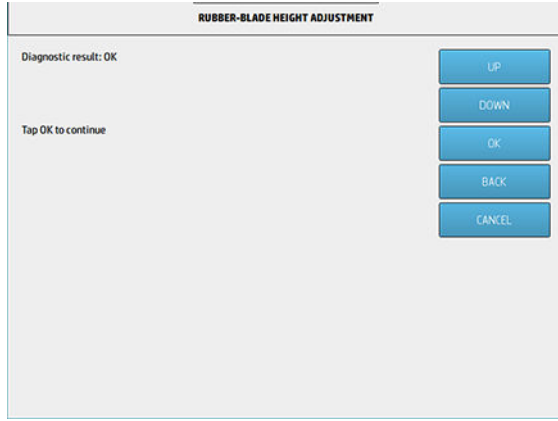 RUBBER-BLADE HEIGHT ADJUSTMENT
Diagnostic result: OK
UP
DOWN
Tap OK to continue
OK
BACK
CANCEL